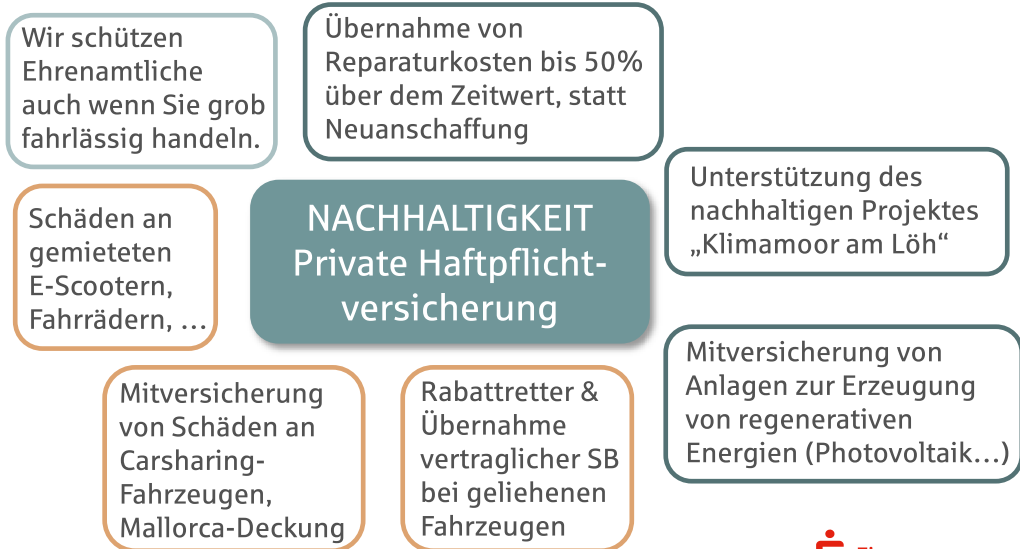 Wir schützen
Ehrenamtliche
auch wenn Sie grob
fahrlässig handeln.
Übernahme von
Reparaturkosten bis 50%
über dem Zeitwert, statt
Neuanschaffung
Unterstützung des
nachhaltigen Projektes
„Klimamoor am Löh“
Schäden an
gemieteten
E-Scootern,
Fahrrädern, ...
NACHHALTIGKEIT
Private Haftpflicht-
versicherung
Mitversicherung von
Anlagen zur Erzeugung
von regenerativen
Energien (Photovoltaik...)
Mitversicherung
von Schäden an
Carsharing-
Fahrzeugen,
Mallorca-Deckung
Rabattretter &
Übernahme
vertraglicher SB
bei geliehenen
Fahrzeugen